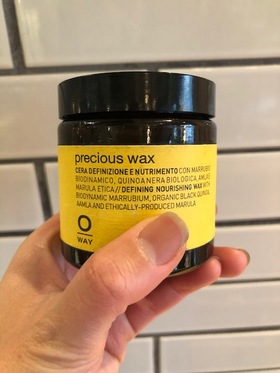 precious wax
CERA DEFINIZIONE E NUTRIMENTO CON MARRUBIO
BIODINAMICO, QUINOA NERA BIOLOGICA, AMLA E
MARULA ETICA // DEFINING NOURISHING WAX WITH
BIODYNAMIC MARRUBIUM, ORGANIC BLACK QUINOA,
AAMLA AND ETHICALLY-PRODUCED MARULA
O
WAY